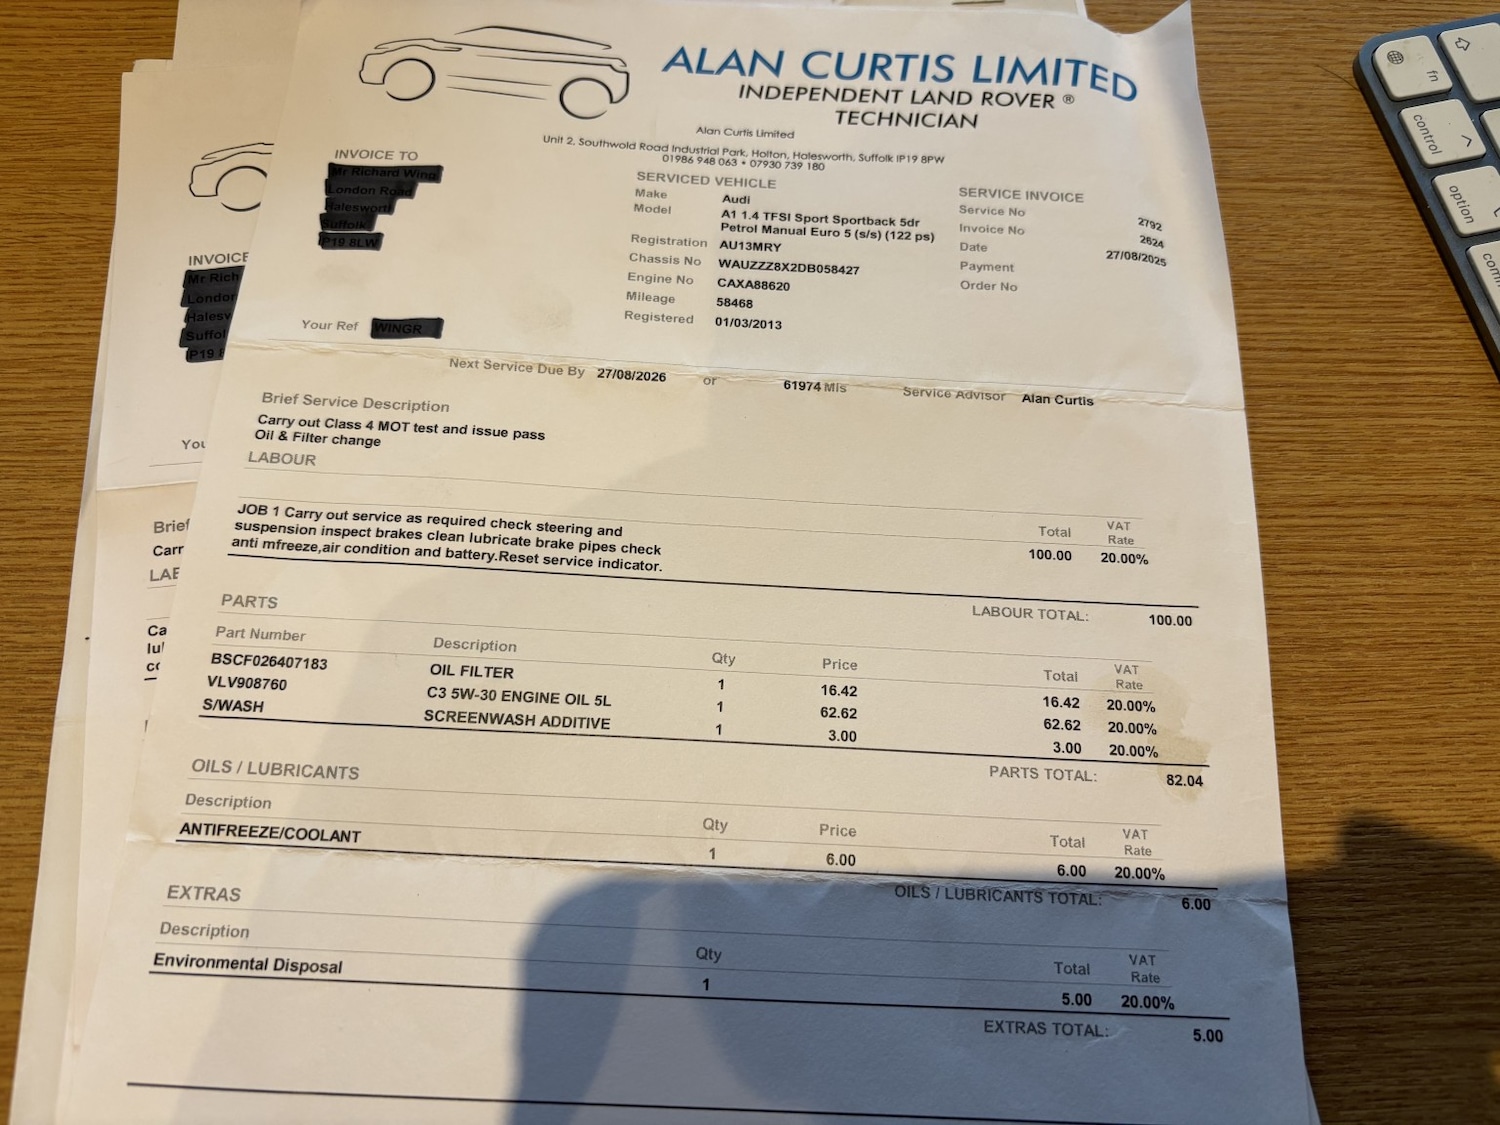 ALAN CURTIS LIMITED
INDEPENDENT LAND ROVER ®
TECHNICIAN
Alan Curtis Limited
Unit 2, Southwold Road Industrial Park, Holton, Halesworth, Suffolk IP19 8PW
01986 948 063 • 07930 739 180
INVOICE TO
SERVICED VEHICLE
Make Audi
Model A1 1.4 TFSI Sport Sportback 5dr
Petrol Manual Euro 5 (s/s) (122 ps)
Registration AU13MRY
Chassis No WAUZZZ8X2DB058427
Engine No CAXA88620
Mileage 58468
Registered 01/03/2013
SERVICE INVOICE
Service No 2792
Invoice No 2624
Date 27/08/2025
Payment
Order No
Your Ref
Next Service Due By 27/08/2026 or 61974 Mls Service Advisor Alan Curtis
Brief Service Description
Carry out Class 4 MOT test and issue pass
Oil & Filter change
LABOUR
Total VAT Rate
JOB 1 Carry out service as required check steering and
suspension inspect brakes clean lubricate brake pipes check
anti mfreeze,air condition and battery.Reset service indicator.
100.00 20.00%
LABOUR TOTAL: 100.00
PARTS
Part Number Description Qty Price Total VAT Rate
BSCF026407183 OIL FILTER 1 16.42 16.42 20.00%
VLV908760 C3 5W-30 ENGINE OIL 5L 1 62.62 62.62 20.00%
S/WASH SCREENWASH ADDITIVE 1 3.00 3.00 20.00%
PARTS TOTAL: 82.04
OILS / LUBRICANTS
Description Qty Price Total VAT Rate
ANTIFREEZE/COOLANT 1 6.00 6.00 20.00%
OILS / LUBRICANTS TOTAL: 6.00
EXTRAS
Description Qty Total VAT Rate
Environmental Disposal 1 5.00 20.00%
EXTRAS TOTAL: 5.00
INVOICE
You
Brief
Carr
LAB
Ca
fn
control
option